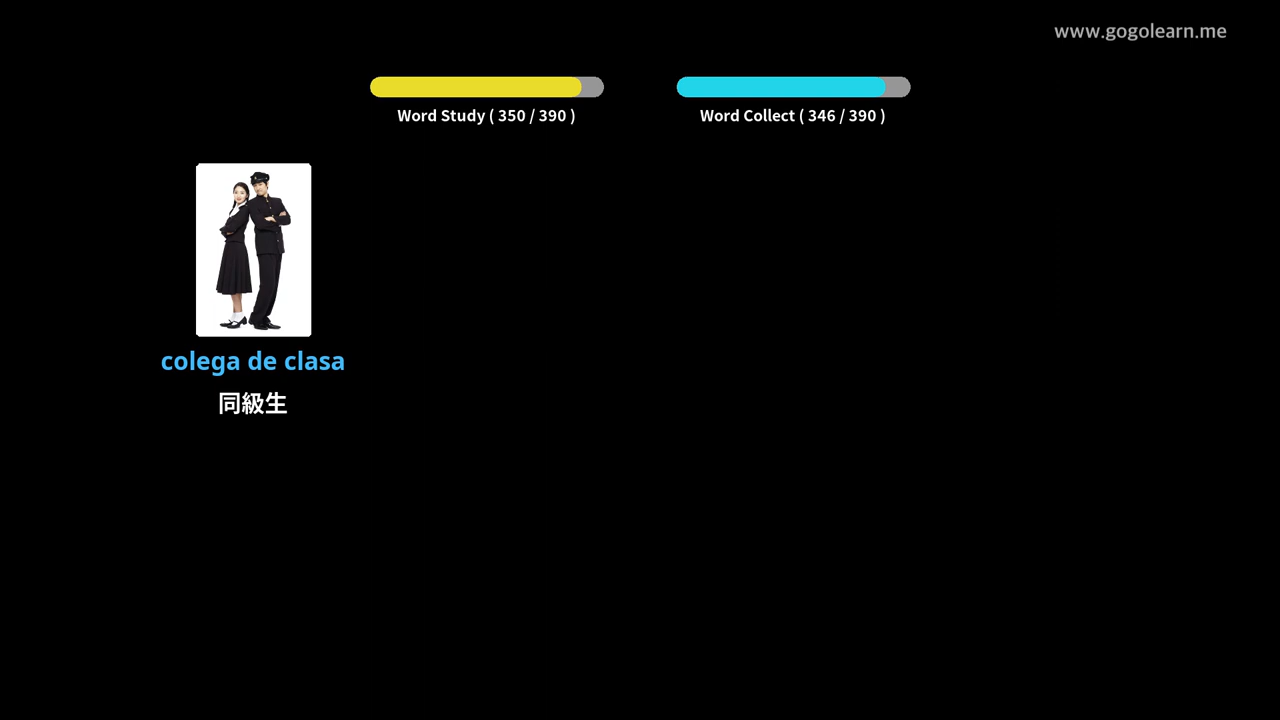 www.gogolearn.me
Word Study ( 350 / 390 )
Word Collect ( 346 / 390 )
colega de clasa
同級生